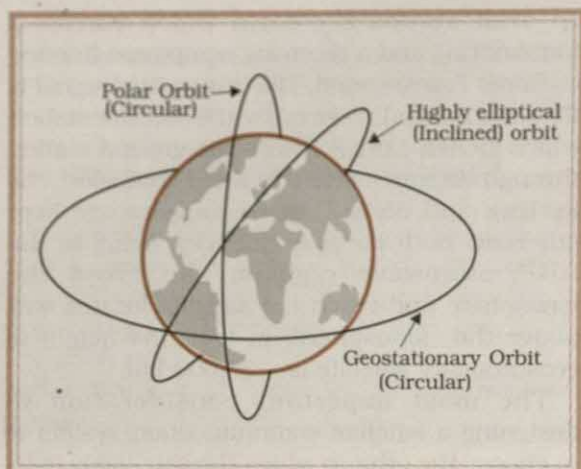 Polar Orbit
(Circular)
Highly elliptical
(Inclined) orbit
Geostationary Orbit
(Circular)